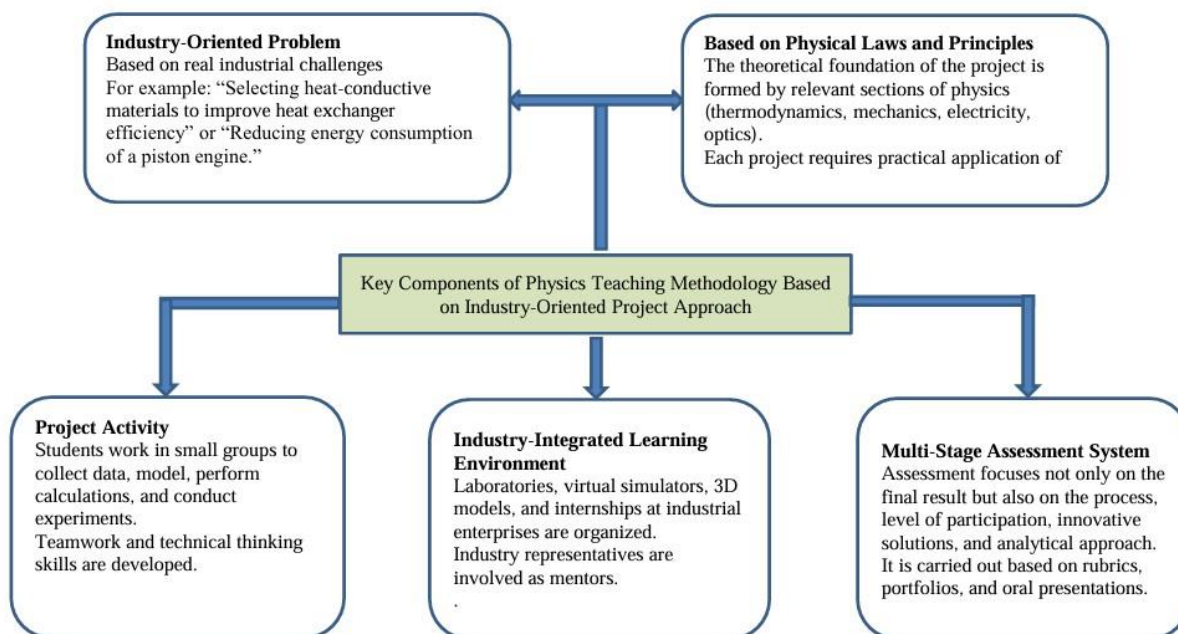 Industry-Oriented Problem
Based on real industrial challenges
For example: “Selecting heat-conductive
materials to improve heat exchanger
efficiency” or “Reducing energy consumption
of a piston engine.”
Based on Physical Laws and Principles
The theoretical foundation of the project is
formed by relevant sections of physics
(thermodynamics, mechanics, electricity,
optics).
Each project requires practical application of
Key Components of Physics Teaching Methodology Based
on Industry-Oriented Project Approach
Project Activity
Students work in small groups to
collect data, model, perform
calculations, and conduct
experiments.
Teamwork and technical thinking
skills are developed.
Industry-Integrated Learning
Environment
Laboratories, virtual simulators, 3D
models, and internships at industrial
enterprises are organized.
Industry representatives are
involved as mentors.
.
Multi-Stage Assessment System
Assessment focuses not only on the
final result but also on the process,
level of participation, innovative
solutions, and analytical approach.
It is carried out based on rubrics,
portfolios, and oral presentations.